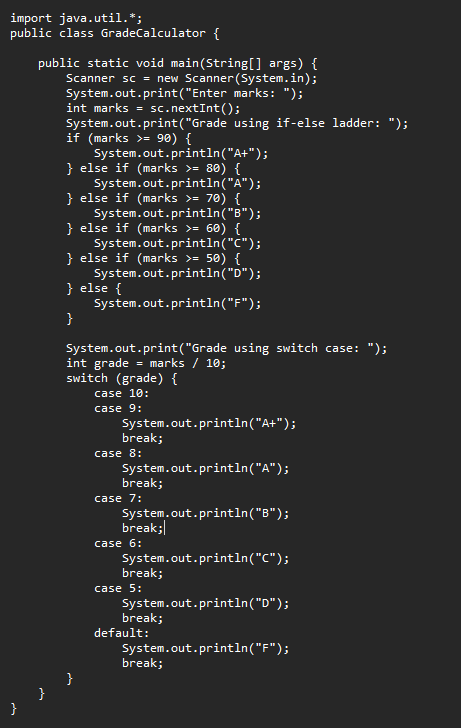 import java.util.*;
public class GradeCalculator {

    public static void main(String[] args) {
        Scanner sc = new Scanner(System.in);
        System.out.print("Enter marks: ");
        int marks = sc.nextInt();
        System.out.print("Grade using if-else ladder: ");
        if (marks >= 90) {
            System.out.println("A+");
        } else if (marks >= 80) {
            System.out.println("A");
        } else if (marks >= 70) {
            System.out.println("B");
        } else if (marks >= 60) {
            System.out.println("C");
        } else if (marks >= 50) {
            System.out.println("D");
        } else {
            System.out.println("F");
        }

        System.out.print("Grade using switch case: ");
        int grade = marks / 10;
        switch (grade) {
            case 10:
            case 9:
                System.out.println("A+");
                break;
            case 8:
                System.out.println("A");
                break;
            case 7:
                System.out.println("B");
                break;
            case 6:
                System.out.println("C");
                break;
            case 5:
                System.out.println("D");
                break;
            default:
                System.out.println("F");
                break;
        }
    }
}